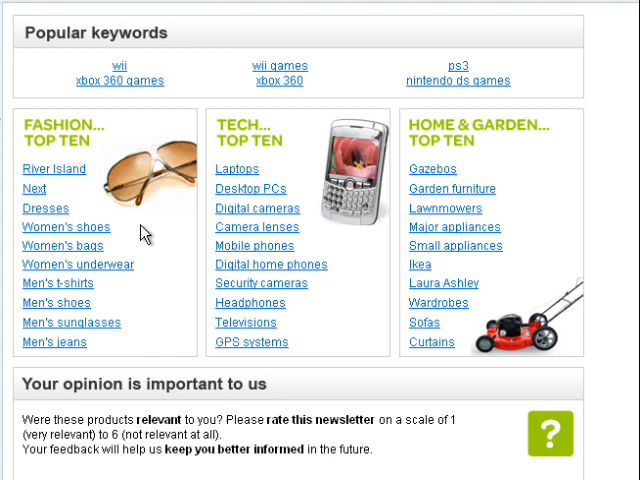 Popular keywords
wii wii games ps3
xbox 360 games xbox 360 nintendo ds games
FASHION...
TOP TEN
River Island
Next
Dresses
Women's shoes
Women's bags
Women's underwear
Men's t-shirts
Men's shoes
Men's sunglasses
Men's jeans
TECH...
TOP TEN
Laptops
Desktop PCs
Digital cameras
Camera lenses
Mobile phones
Digital home phones
Security cameras
Headphones
Televisions
GPS systems
HOME & GARDEN...
TOP TEN
Gazebos
Garden furniture
Lawnmowers
Major appliances
Small appliances
Ikea
Laura Ashley
Wardrobes
Sofas
Curtains
Your opinion is important to us
Were these products relevant to you? Please rate this newsletter on a scale of 1
(very relevant) to 6 (not relevant at all).
Your feedback will help us keep you better informed in the future.
?